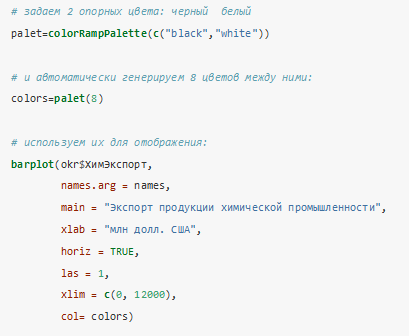 # задаем 2 опорных цвета: черный  белый
palet=colorRampPalette(c("black","white"))
# и автоматически генерируем 8 цветов между ними:
colors=palet(8)
# используем их для отображения:
barplot(okr$ХимЭкспорт,
names.arg = names,
main = "Экспорт продукции химической промышленности",
xlab = "млн долл. США",
horiz = TRUE,
las = 1,
xlim = c(0, 12000),
col= colors)